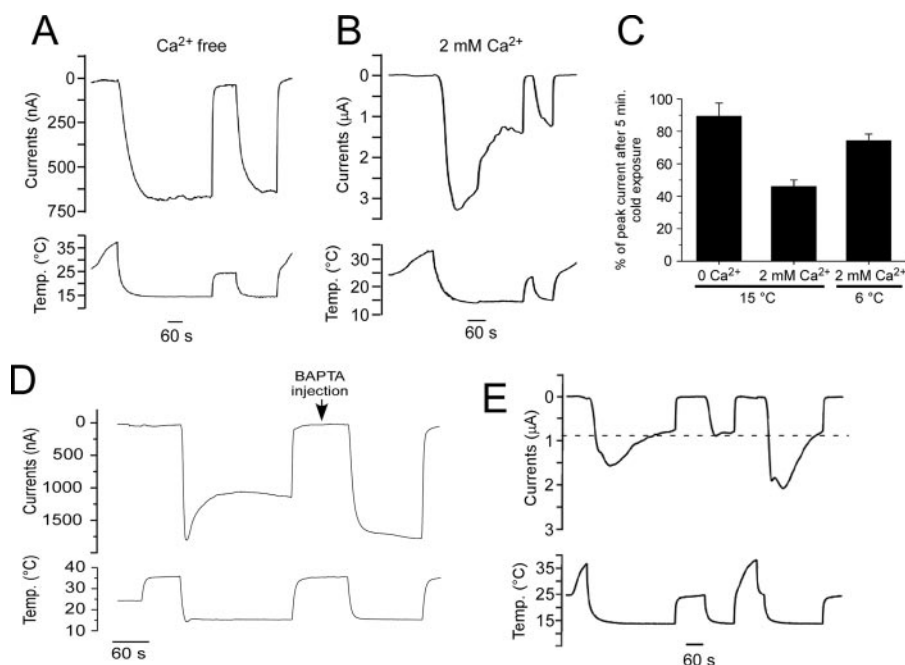 A
Ca2+ free
Currents (nA)
0
250
500
750
Temp. (°C)
35
25
15
60 s
B
2 mM Ca2+
Currents (μA)
0
1
2
3
Temp. (°C)
30
20
10
60 s
C
% of peak current after 5 min.
cold exposure
100
80
60
40
20
0
0 Ca2+ 2 mM Ca2+ 2 mM Ca2+
15 °C 6 °C
D
BAPTA
injection
Currents (nA)
0
500
1000
1500
Temp. (°C)
40
30
20
10
60 s
E
Currents (μA)
0
1
2
3
Temp. (°C)
35
25
15
60 s